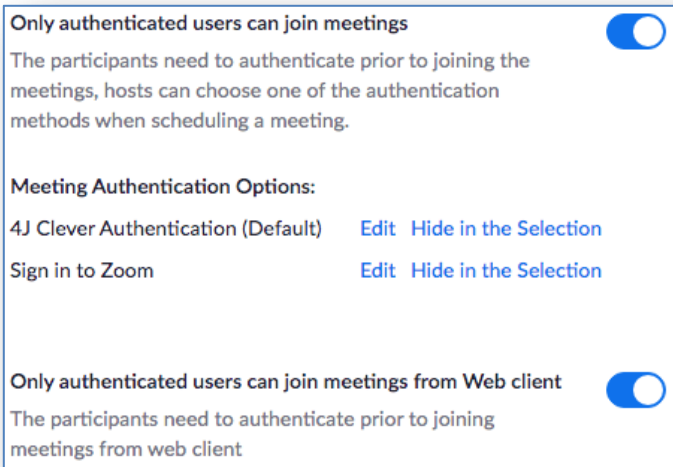 Only authenticated users can join meetings
The participants need to authenticate prior to joining the
meetings, hosts can choose one of the authentication
methods when scheduling a meeting.
Meeting Authentication Options:
4J Clever Authentication (Default) Edit Hide in the Selection
Sign in to Zoom Edit Hide in the Selection
Only authenticated users can join meetings from Web client
The participants need to authenticate prior to joining
meetings from web client